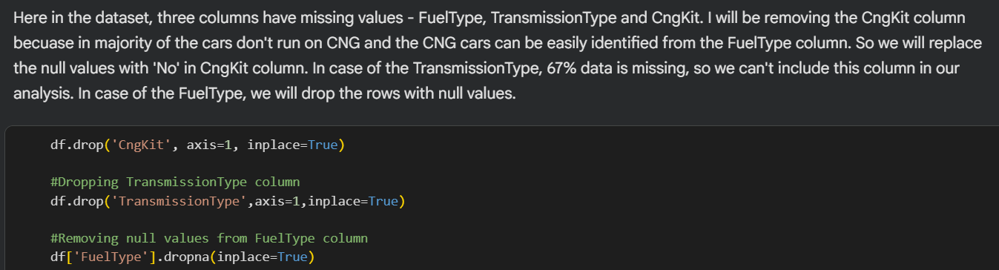 Here in the dataset, three columns have missing values - FuelType, TransmissionType and CngKit. I will be removing the CngKit column
becuase in majority of the cars don't run on CNG and the CNG cars can be easily identified from the FuelType column. So we will replace
the null values with 'No' in CngKit column. In case of the TransmissionType, 67% data is missing, so we can't include this column in our
analysis. In case of the FuelType, we will drop the rows with null values.
df.drop('CngKit', axis=1, inplace=True)
#Dropping TransmissionType column
df.drop('TransmissionType',axis=1,inplace=True)
#Removing null values from FuelType column
df['FuelType'].dropna(inplace=True)